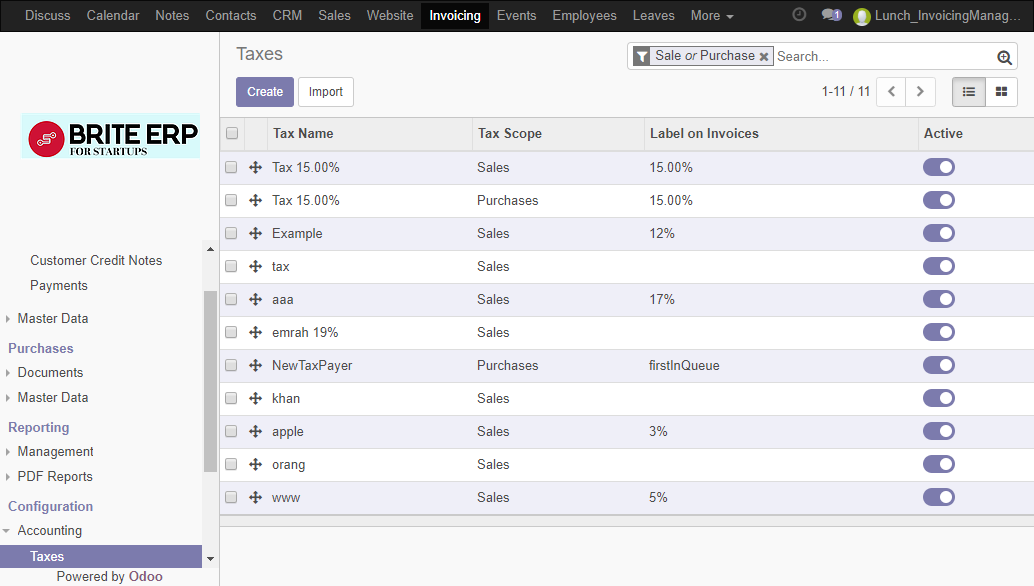 Discuss Calendar Notes Contacts CRM Sales Website Invoicing Events Employees Leaves More 1 Lunch_InvoicingManag...
BRITE ERP
FOR STARTUPS
Customer Credit Notes
Payments
Master Data
Purchases
Documents
Master Data
Reporting
Management
PDF Reports
Configuration
Accounting
Taxes
Powered by Odoo
Taxes
Sale or Purchase Search...
Create Import
1-11 / 11
Tax Name Tax Scope Label on Invoices Active
Tax 15.00% Sales 15.00%
Tax 15.00% Purchases 15.00%
Example Sales 12%
tax Sales
aaa Sales 17%
emrah 19% Sales
NewTaxPayer Purchases firstInQueue
khan Sales
apple Sales 3%
orang Sales
www Sales 5%